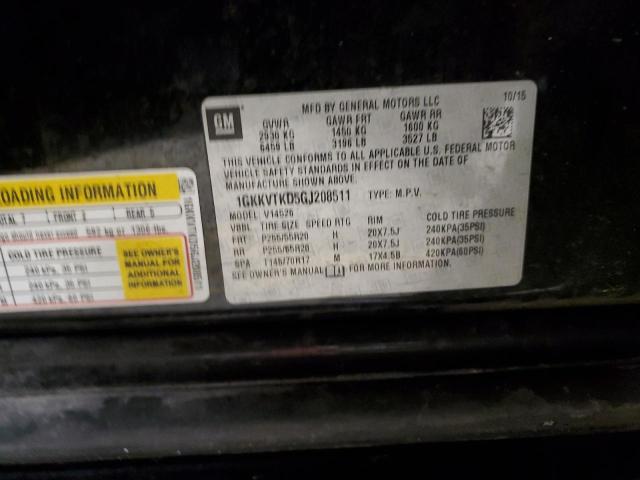 GM
MFD BY GENERAL MOTORS LLC
10/15
GVWR GAWR FRT GAWR RR
2930 KG 1450 KG 1600 KG
6459 LB 3196 LB 3527 LB
THIS VEHICLE CONFORMS TO ALL APPLICABLE U.S. FEDERAL MOTOR
VEHICLE SAFETY STANDARDS IN EFFECT ON THE DATE OF
MANUFACTURE SHOWN ABOVE.
1GKKVTKD5GJ208511 TYPE: M.P.V.
MODEL: V14526
VBBL TIRE SIZE SPEED RTG RIM COLD TIRE PRESSURE
FRT P255/55R20 H 20X7.5J 240KPA(35PSI)
RR P255/55R20 H 20X7.5J 240KPA(35PSI)
SPA T145/70R17 M 17X4.5B 420KPA(60PSI)
SEE OWNER'S MANUAL FOR MORE INFORMATION.
OADING INFORMATION
FRONT REAR
COLD TIRE PRESSURE
240 KPA, 35 PSI
240 KPA, 35 PSI
420 KPA, 60 PSI
SEE OWNER'S
MANUAL FOR
ADDITIONAL
INFORMATION